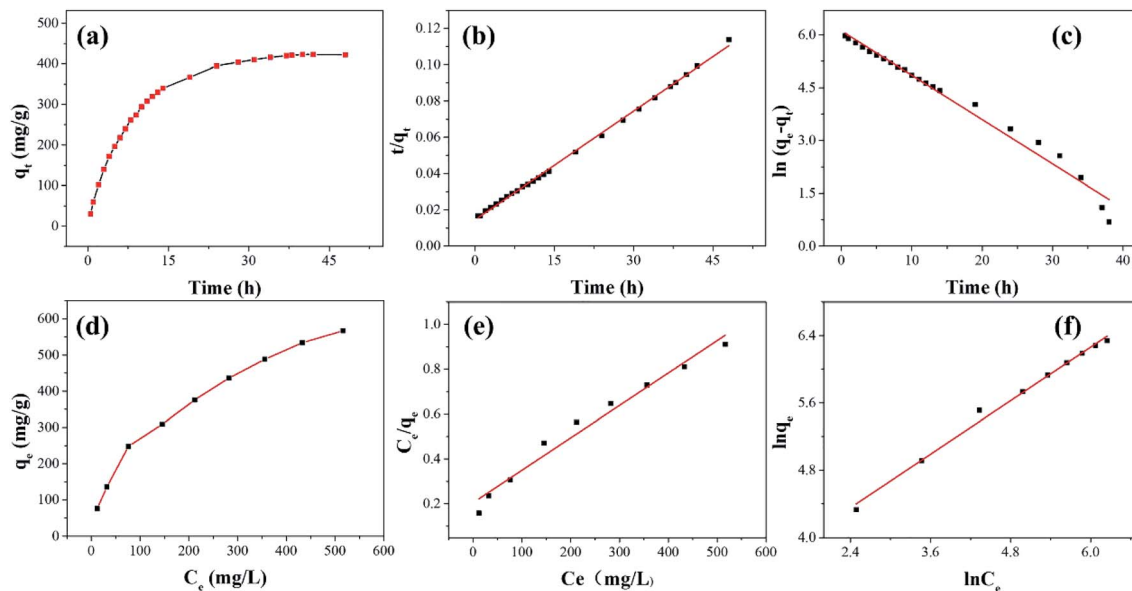 (a)
500
400
300
200
100
0
q_t (mg/g)
0 15 30 45
Time (h)
(b)
0.12
0.10
0.08
0.06
0.04
0.02
0.00
t/q_t
0 15 30 45
Time (h)
(c)
6.0
4.5
3.0
1.5
0.0
ln (q_e-q_t)
0 10 20 30 40
Time (h)
(d)
600
500
400
300
200
100
0
q_e (mg/g)
0 100 200 300 400 500 600
C_e (mg/L)
(e)
1.0
0.8
0.6
0.4
0.2
C_e/q_e
0 100 200 300 400 500 600
Ce（mg/L）
(f)
6.4
5.6
4.8
4.0
lnq_e
2.4 3.6 4.8 6.0
lnC_e